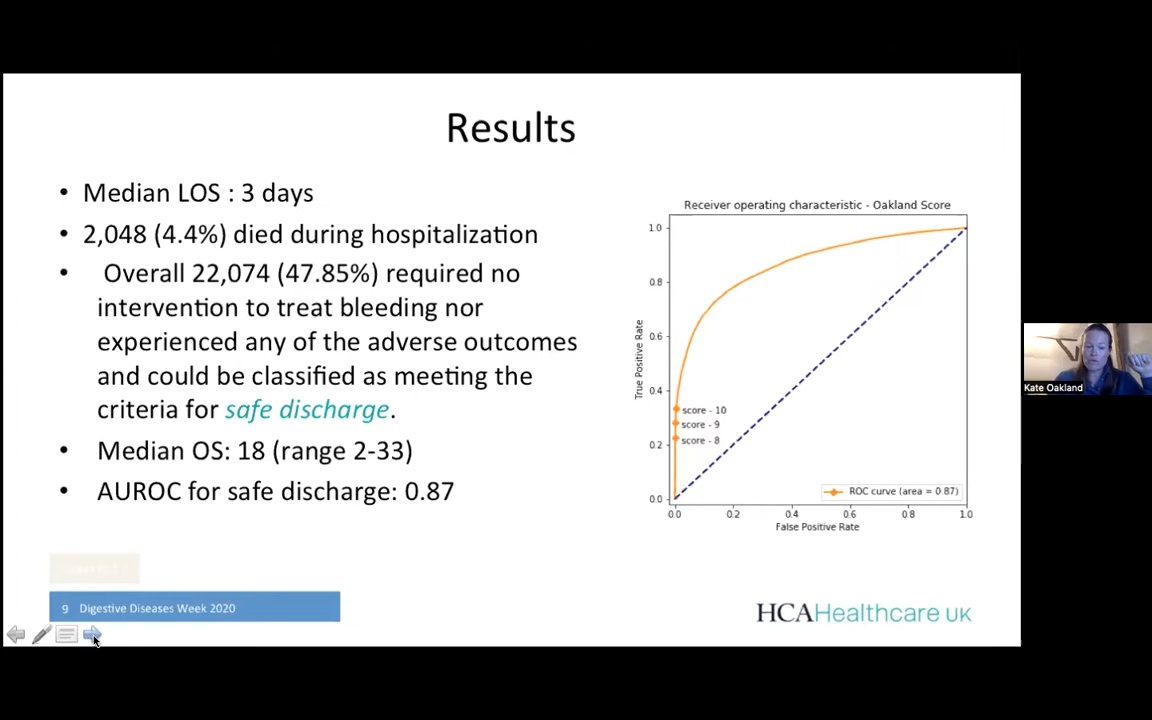 Results
• Median LOS : 3 days
• 2,048 (4.4%) died during hospitalization
• Overall 22,074 (47.85%) required no
intervention to treat bleeding nor
experienced any of the adverse outcomes
and could be classified as meeting the
criteria for safe discharge.
• Median OS: 18 (range 2-33)
• AUROC for safe discharge: 0.87
Receiver operating characteristic - Oakland Score
True Positive Rate
1.0
0.8
0.6
0.4
0.2
0.0
score - 10
score - 9
score - 8
ROC curve (area = 0.87)
0.0 0.2 0.4 0.6 0.8 1.0
False Positive Rate
Kate Oakland
9 Digestive Diseases Week 2020
HCAHealthcare UK